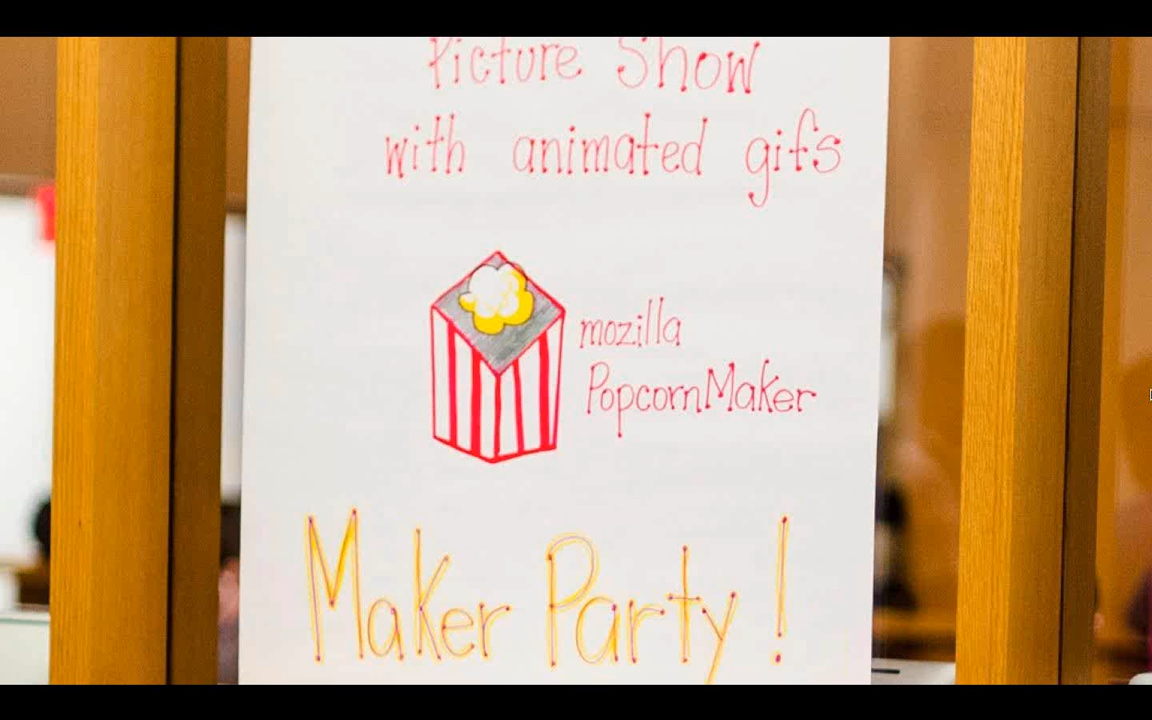 Picture Show
with animated gifs
mozilla
PopcornMaker
Maker Party!